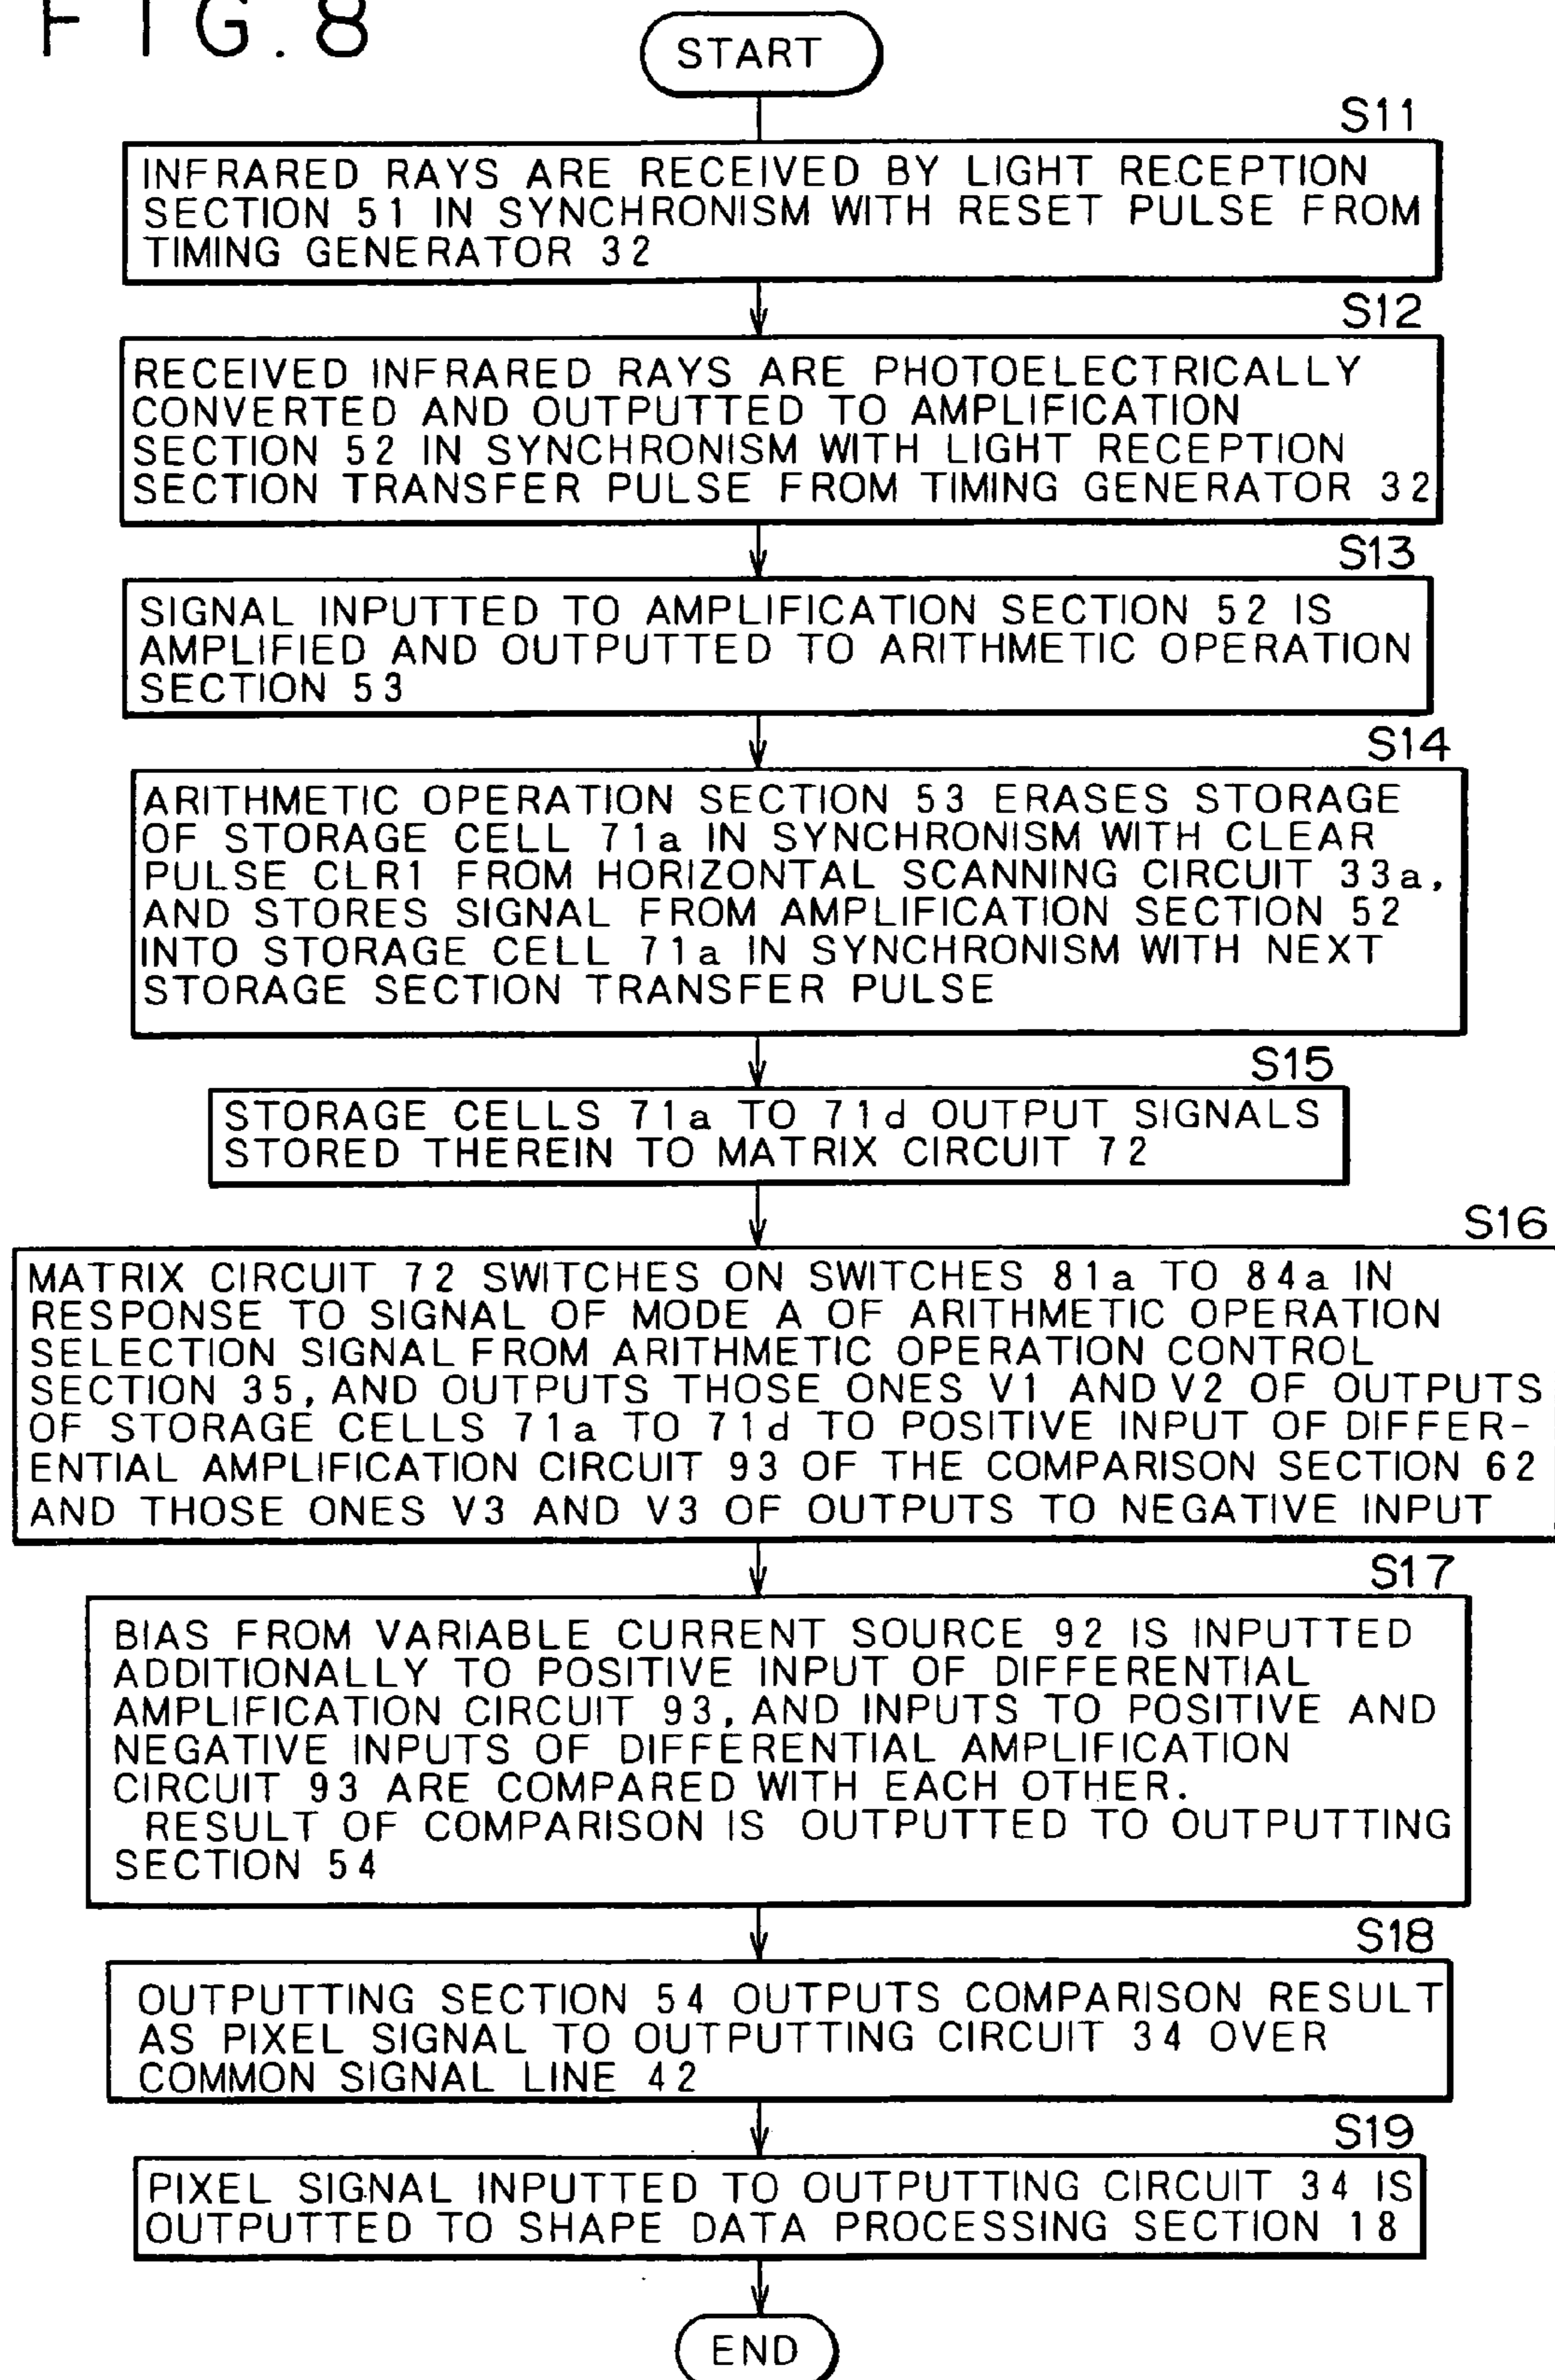 FIG.8
START
S11
INFRARED RAYS ARE RECEIVED BY LIGHT RECEPTION
SECTION 51 IN SYNCHRONISM WITH RESET PULSE FROM
TIMING GENERATOR 32
S12
RECEIVED INFRARED RAYS ARE PHOTOELECTRICALLY
CONVERTED AND OUTPUTTED TO AMPLIFICATION
SECTION 52 IN SYNCHRONISM WITH LIGHT RECEPTION
SECTION TRANSFER PULSE FROM TIMING GENERATOR 32
S13
SIGNAL INPUTTED TO AMPLIFICATION SECTION 52 IS
AMPLIFIED AND OUTPUTTED TO ARITHMETIC OPERATION
SECTION 53
S14
ARITHMETIC OPERATION SECTION 53 ERASES STORAGE
OF STORAGE CELL 71a IN SYNCHRONISM WITH CLEAR
PULSE CLR1 FROM HORIZONTAL SCANNING CIRCUIT 33a,
AND STORES SIGNAL FROM AMPLIFICATION SECTION 52
INTO STORAGE CELL 71a IN SYNCHRONISM WITH NEXT
STORAGE SECTION TRANSFER PULSE
S15
STORAGE CELLS 71a TO 71d OUTPUT SIGNALS
STORED THEREIN TO MATRIX CIRCUIT 72
S16
MATRIX CIRCUIT 72 SWITCHES ON SWITCHES 81a TO 84a IN
RESPONSE TO SIGNAL OF MODE A OF ARITHMETIC OPERATION
SELECTION SIGNAL FROM ARITHMETIC OPERATION CONTROL
SECTION 35, AND OUTPUTS THOSE ONES V1 AND V2 OF OUTPUTS
OF STORAGE CELLS 71a TO 71d TO POSITIVE INPUT OF DIFFER-
ENTIAL AMPLIFICATION CIRCUIT 93 OF THE COMPARISON SECTION 62
AND THOSE ONES V3 AND V3 OF OUTPUTS TO NEGATIVE INPUT
S17
BIAS FROM VARIABLE CURRENT SOURCE 92 IS INPUTTED
ADDITIONALLY TO POSITIVE INPUT OF DIFFERENTIAL
AMPLIFICATION CIRCUIT 93, AND INPUTS TO POSITIVE AND
NEGATIVE INPUTS OF DIFFERENTIAL AMPLIFICATION
CIRCUIT 93 ARE COMPARED WITH EACH OTHER.
RESULT OF COMPARISON IS OUTPUTTED TO OUTPUTTING
SECTION 54
S18
OUTPUTTING SECTION 54 OUTPUTS COMPARISON RESULT
AS PIXEL SIGNAL TO OUTPUTTING CIRCUIT 34 OVER
COMMON SIGNAL LINE 42
S19
PIXEL SIGNAL INPUTTED TO OUTPUTTING CIRCUIT 34 IS
OUTPUTTED TO SHAPE DATA PROCESSING SECTION 18
END